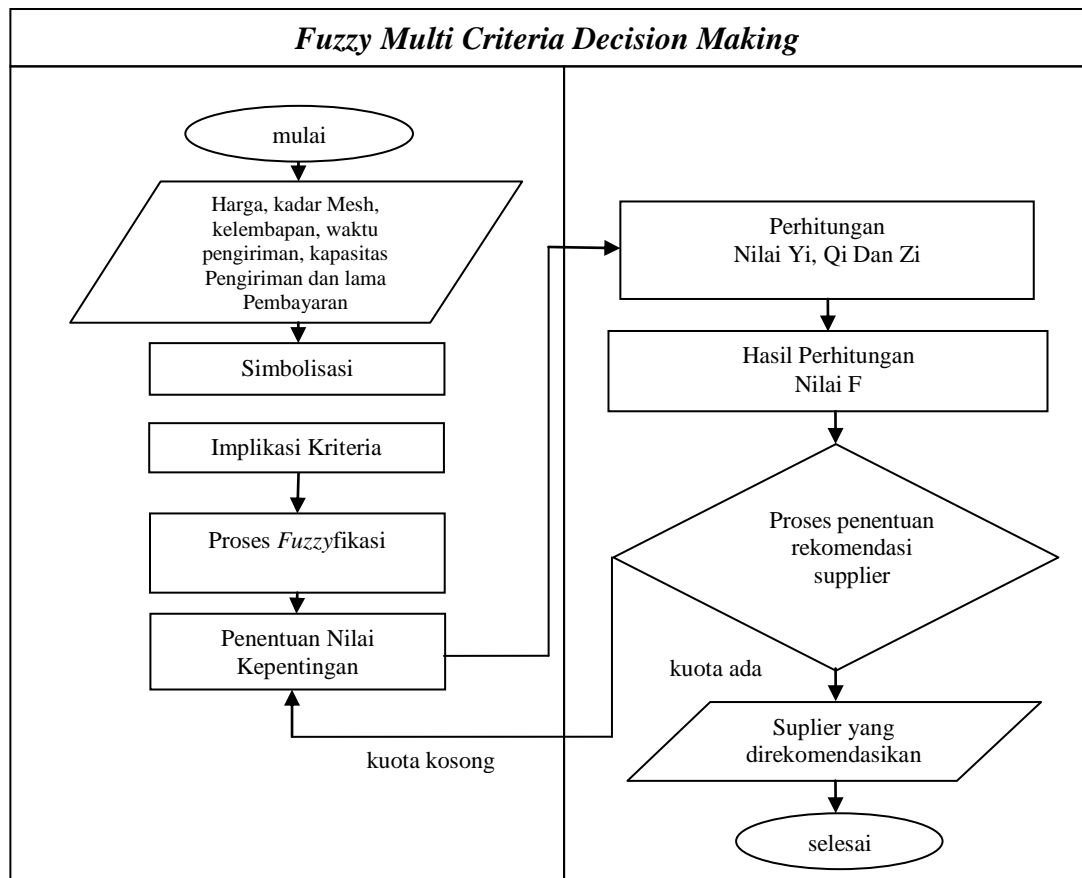 Fuzzy Multi Criteria Decision Making
mulai
Harga, kadar Mesh,
kelembapan, waktu
pengiriman, kapasitas
Pengiriman dan lama
Pembayaran
Simbolisasi
Implikasi Kriteria
Proses Fuzzyfikasi
Penentuan Nilai
Kepentingan
Perhitungan
Nilai Yi, Qi Dan Zi
Hasil Perhitungan
Nilai F
Proses penentuan
rekomendasi
supplier
kuota ada
kuota kosong
Suplier yang
direkomendasikan
selesai